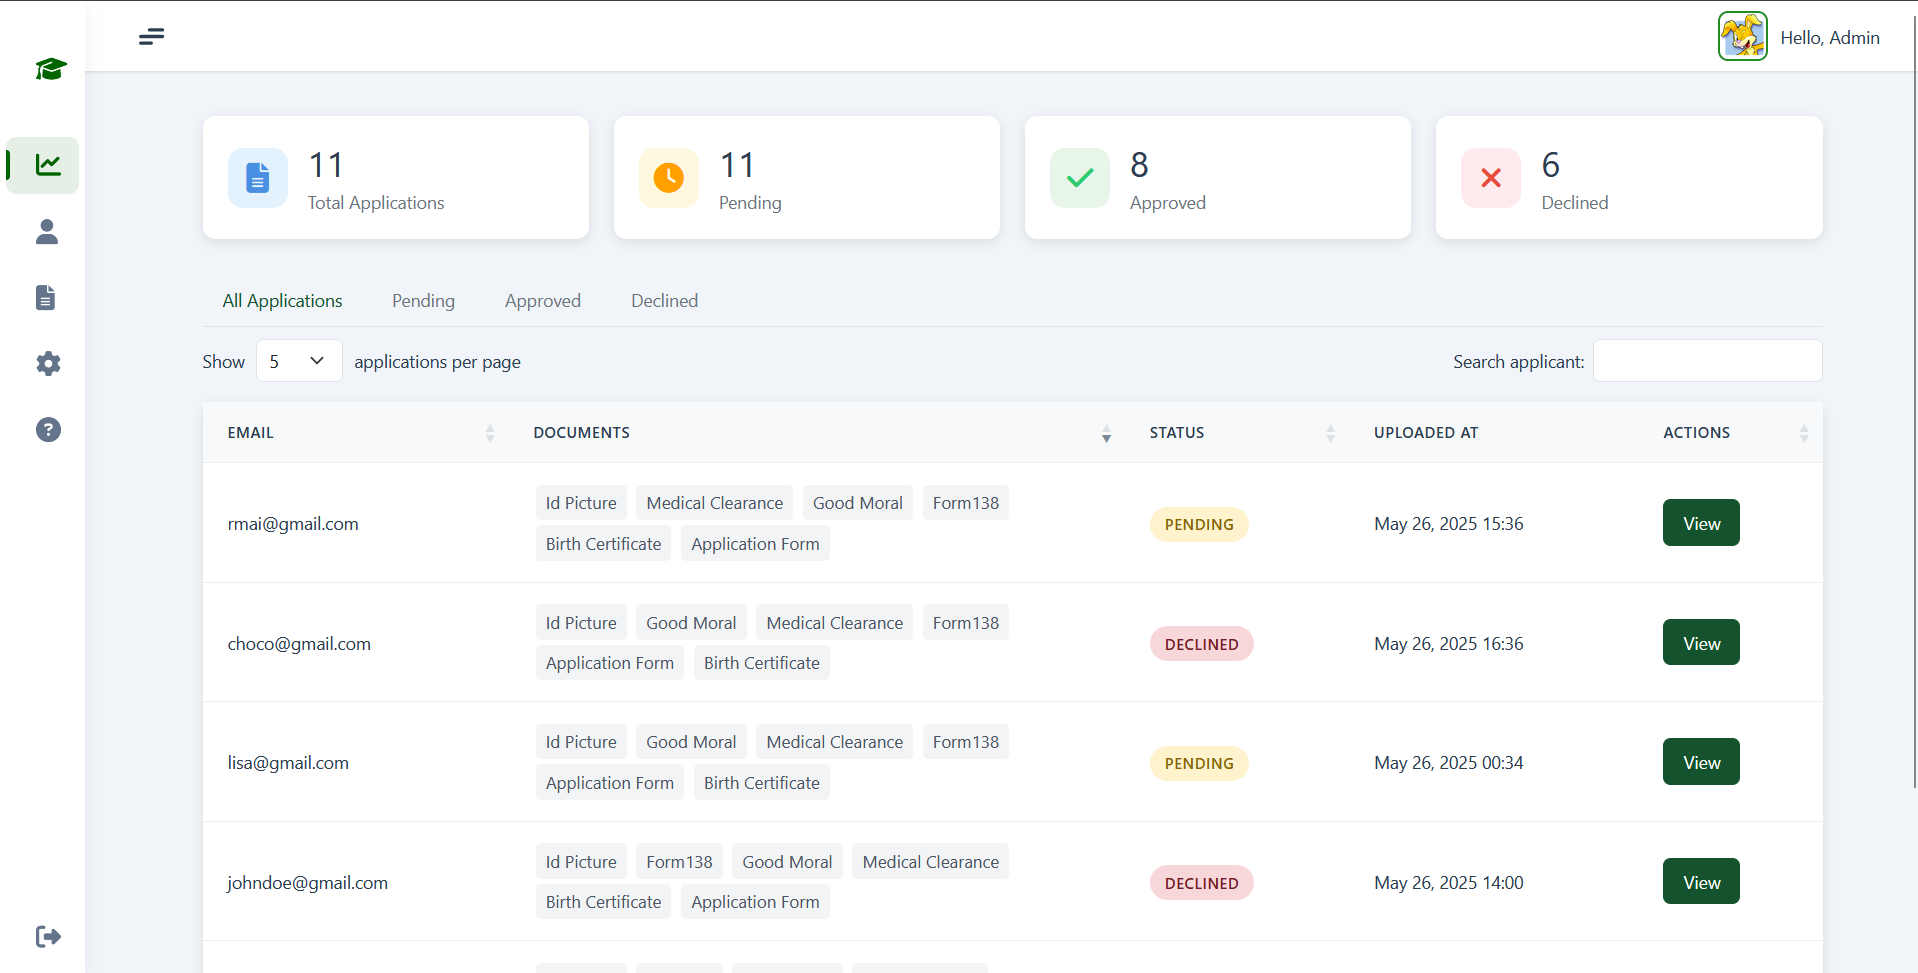 Hello, Admin
11
Total Applications
11
Pending
8
Approved
6
Declined
All Applications Pending Approved Declined
Show 5 applications per page
Search applicant:
EMAIL DOCUMENTS STATUS UPLOADED AT ACTIONS
Id Picture Medical Clearance Good Moral Form138
rmai@gmail.com PENDING May 26, 2025 15:36 View
Birth Certificate Application Form
Id Picture Good Moral Medical Clearance Form138
choco@gmail.com DECLINED May 26, 2025 16:36 View
Application Form Birth Certificate
Id Picture Good Moral Medical Clearance Form138
lisa@gmail.com PENDING May 26, 2025 00:34 View
Application Form Birth Certificate
Id Picture Form138 Good Moral Medical Clearance
johndoe@gmail.com DECLINED May 26, 2025 14:00 View
Birth Certificate Application Form